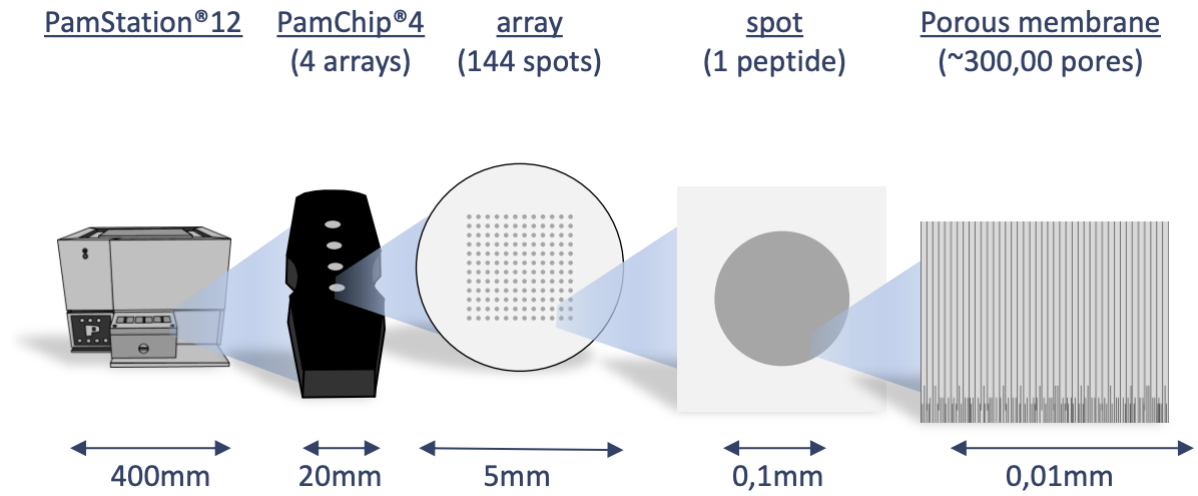 PamStation®12
PamChip®4
(4 arrays)
array
(144 spots)
spot
(1 peptide)
Porous membrane
(~300,00 pores)
P
400mm
20mm
5mm
0,1mm
0,01mm